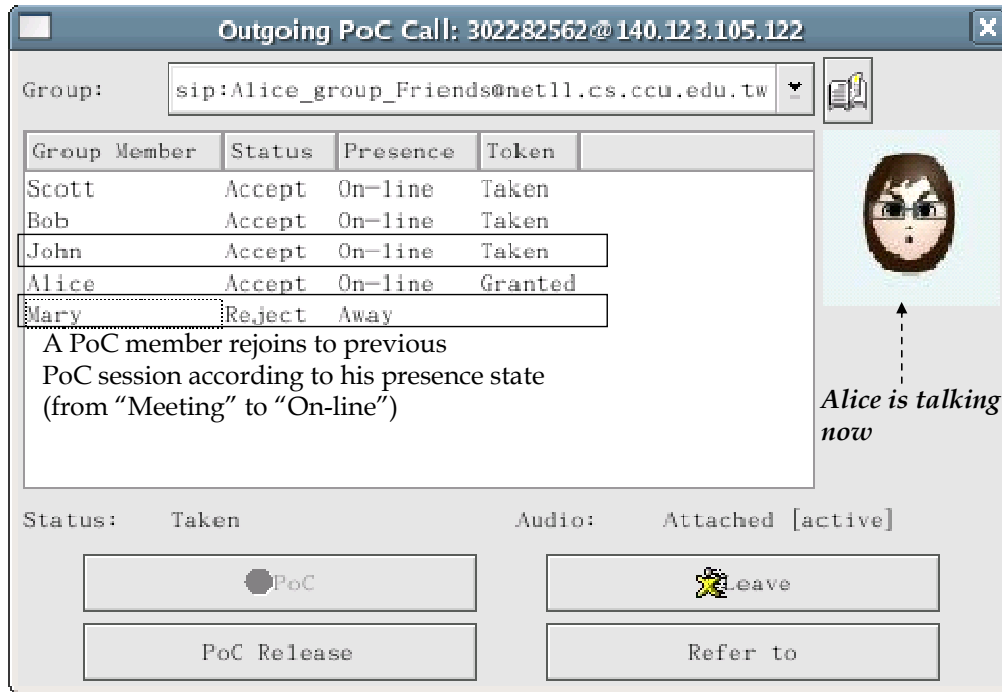 Outgoing PoC Call: 302282562@140.123.105.122
Group: sip:Alice_group_Friends@netll.cs.ccu.edu.tw
Group Member Status Presence Token
Scott Accept On-line Taken
Bob Accept On-line Taken
John Accept On-line Taken
Alice Accept On-line Granted
Mary Reject Away
A PoC member rejoins to previous
PoC session according to his presence state
(from “Meeting” to “On-line”)
Alice is talking
now
Status: Taken Audio: Attached [active]
PoC Leave
PoC Release Refer to